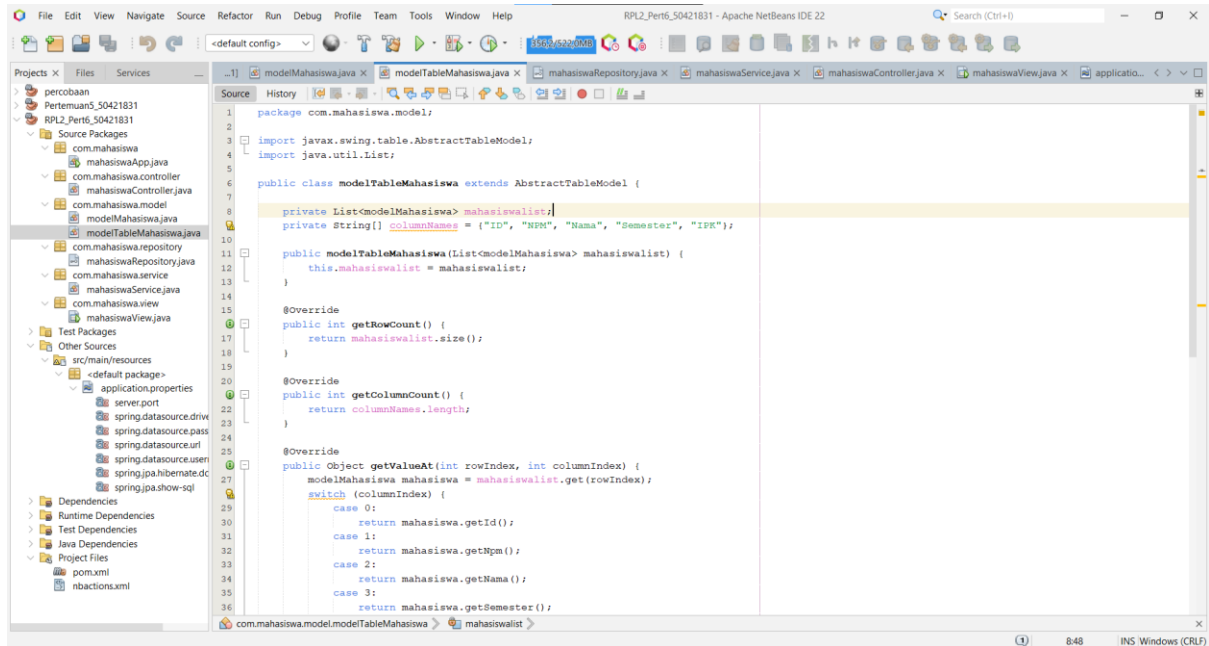 File Edit View Navigate Source Refactor Run Debug Profile Team Tools Window Help RPL2_Pert6_50421831 - Apache NetBeans IDE 22 Search (Ctrl+I)
<default config>
Projects Files Services
...1] modelMahasiswa.java modelTableMahasiswa.java mahasiswaRepository.java mahasiswaService.java mahasiswaController.java mahasiswaView.java applicatio...
Source History
percobaan
Pertemuan5_50421831
RPL2_Pert6_50421831
Source Packages
com.mahasiswa
mahasiswaApp.java
com.mahasiswa.controller
mahasiswaController.java
com.mahasiswa.model
modelMahasiswa.java
modelTableMahasiswa.java
com.mahasiswa.repository
mahasiswaRepository.java
com.mahasiswa.service
mahasiswaService.java
com.mahasiswa.view
mahasiswaView.java
Test Packages
Other Sources
src/main/resources
<default package>
application.properties
server.port
spring.datasource.drive
spring.datasource.pass
spring.datasource.url
spring.datasource.user
spring.jpa.hibernate.dc
spring.jpa.show-sql
Dependencies
Runtime Dependencies
Test Dependencies
Java Dependencies
Project Files
pom.xml
nbactions.xml
1 package com.mahasiswa.model;
2
3 import javax.swing.table.AbstractTableModel;
4 import java.util.List;
5
6 public class modelTableMahasiswa extends AbstractTableModel {
7
8 private List<modelMahasiswa> mahasiswalist;
private String[] columnNames = {"ID", "NPM", "Nama", "Semester", "IPK"};
10
11 public modelTableMahasiswa(List<modelMahasiswa> mahasiswalist) {
12 this.mahasiswalist = mahasiswalist;
13 }
14
15 @Override
public int getRowCount() {
17 return mahasiswalist.size();
18 }
19
20 @Override
public int getColumnCount() {
22 return columnNames.length;
23 }
24
25 @Override
public Object getValueAt(int rowIndex, int columnIndex) {
27 modelMahasiswa mahasiswa = mahasiswalist.get(rowIndex);
switch (columnIndex) {
29 case 0:
30 return mahasiswa.getId();
31 case 1:
32 return mahasiswa.getNpm();
33 case 2:
34 return mahasiswa.getNama();
35 case 3:
36 return mahasiswa.getSemester();
com.mahasiswa.model.modelTableMahasiswa mahasiswalist
1 8:48 INS Windows (CRLF)